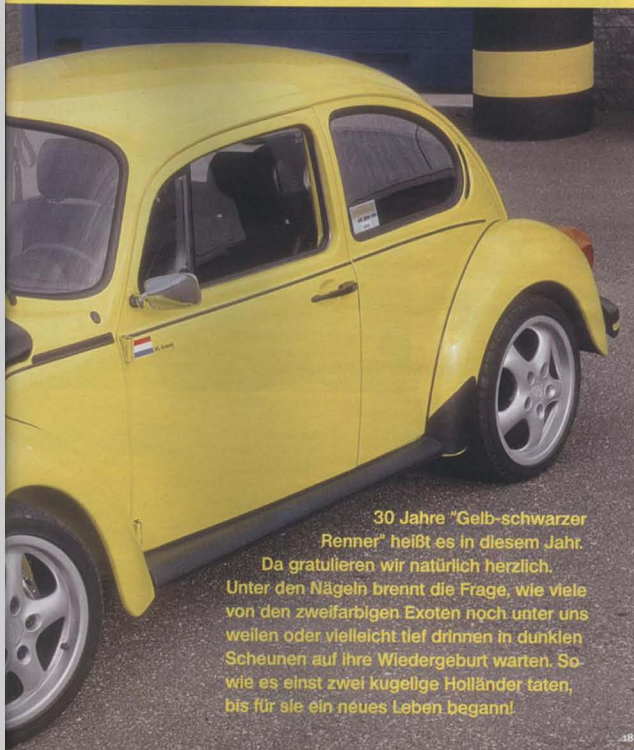 30 Jahre "Gelb-schwarzer
Renner" heißt es in diesem Jahr.
Da gratulieren wir natürlich herzlich.
Unter den Nägeln brennt die Frage, wie viele
von den zweifarbigen Exoten noch unter uns
weilen oder vielleicht tief drinnen in dunklen
Scheunen auf ihre Wiedergeburt warten. So
wie es einst zwei kugelige Holländer taten,
bis für sie ein neues Leben begann!